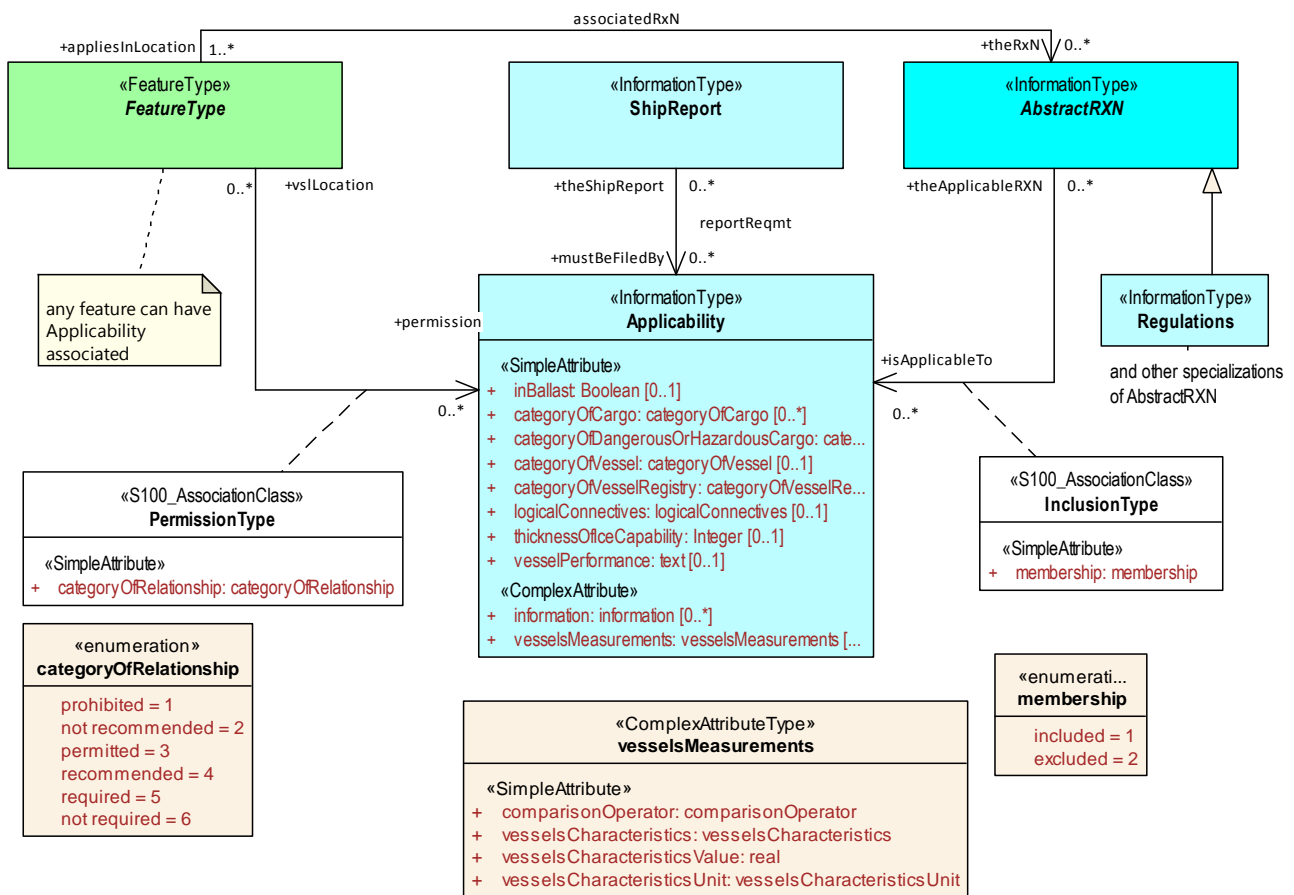 associatedRxN
+appliesInLocation
1..*
+theRxN
0..*
«FeatureType»
FeatureType
«InformationType»
ShipReport
«InformationType»
AbstractRXN
0..*
+vslLocation
+theShipReport
0..*
+theApplicableRXN
0..*
reportReqmt
+mustBeFiledBy
0..*
any feature can have
Applicability
associated
+permission
0..*
«InformationType»
Applicability
«SimpleAttribute»
+ inBallast: Boolean [0..1]
+ categoryOfCargo: categoryOfCargo [0..*]
+ categoryOfDangerousOrHazardousCargo: cate...
+ categoryOfVessel: categoryOfVessel [0..1]
+ categoryOfVesselRegistry: categoryOfVesselRe...
+ logicalConnectives: logicalConnectives [0..1]
+ thicknessOfIceCapability: Integer [0..1]
+ vesselPerformance: text [0..1]
«ComplexAttribute»
+ information: information [0..*]
+ vesselsMeasurements: vesselsMeasurements [...
+isApplicableTo
0..*
«InformationType»
Regulations
and other specializations
of AbstractRXN
«S100_AssociationClass»
PermissionType
«SimpleAttribute»
+ categoryOfRelationship: categoryOfRelationship
«S100_AssociationClass»
InclusionType
«SimpleAttribute»
+ membership: membership
«enumeration»
categoryOfRelationship
prohibited = 1
not recommended = 2
permitted = 3
recommended = 4
required = 5
not required = 6
«enumerati...
membership
included = 1
excluded = 2
«ComplexAttributeType»
vesselsMeasurements
«SimpleAttribute»
+ comparisonOperator: comparisonOperator
+ vesselsCharacteristics: vesselsCharacteristics
+ vesselsCharacteristicsValue: real
+ vesselsCharacteristicsUnit: vesselsCharacteristicsUnit